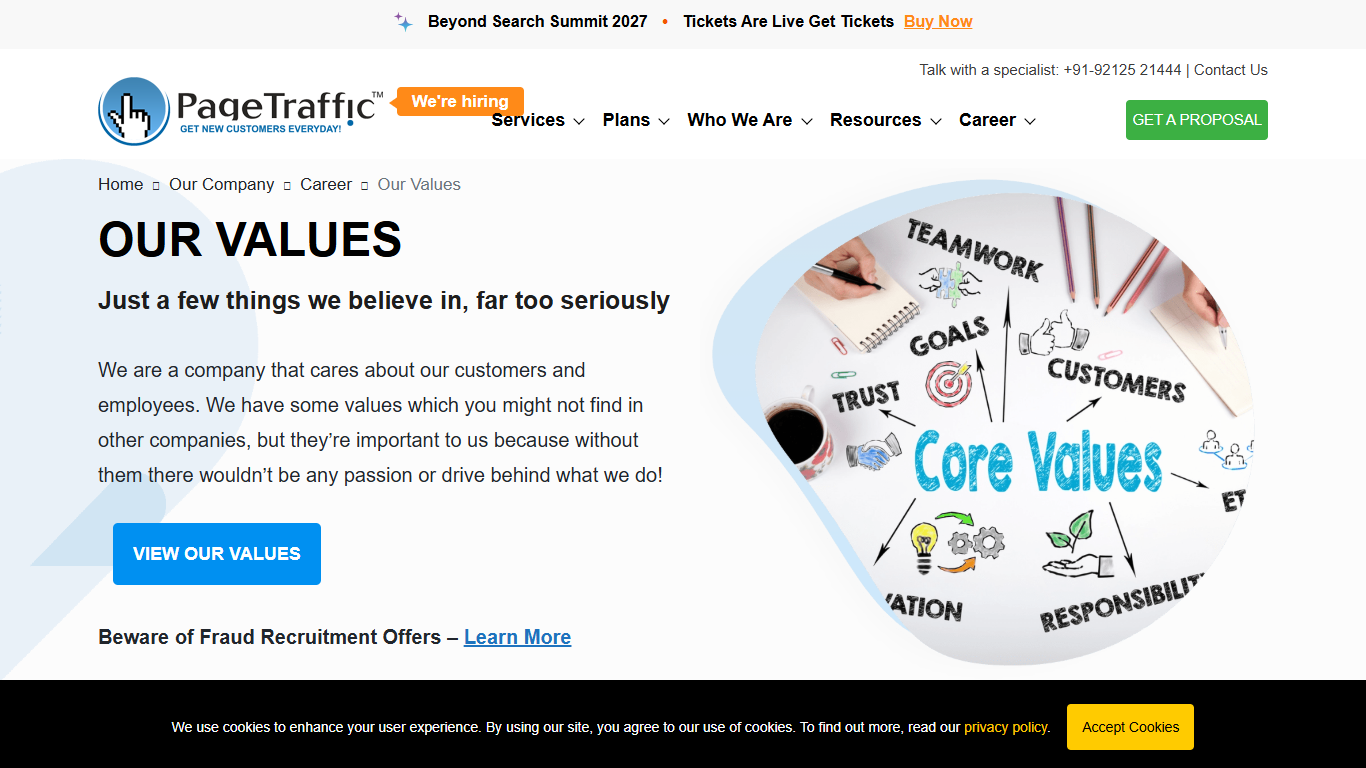 Beyond Search Summit 2027 • Tickets Are Live Get Tickets Buy Now
Talk with a specialist: +91-92125 21444 | Contact Us
PageTraffic™
GET NEW CUSTOMERS EVERYDAY!
We're hiring
Services Plans Who We Are Resources Career
GET A PROPOSAL
Home Our Company Career Our Values
OUR VALUES
Just a few things we believe in, far too seriously
We are a company that cares about our customers and
employees. We have some values which you might not find in
other companies, but they’re important to us because without
them there wouldn’t be any passion or drive behind what we do!
VIEW OUR VALUES
Beware of Fraud Recruitment Offers – Learn More
TEAMWORK
GOALS
CUSTOMERS
TRUST
Core Values
ET
VATION
RESPONSIBILIT
We use cookies to enhance your user experience. By using our site, you agree to our use of cookies. To find out more, read our privacy policy.
Accept Cookies